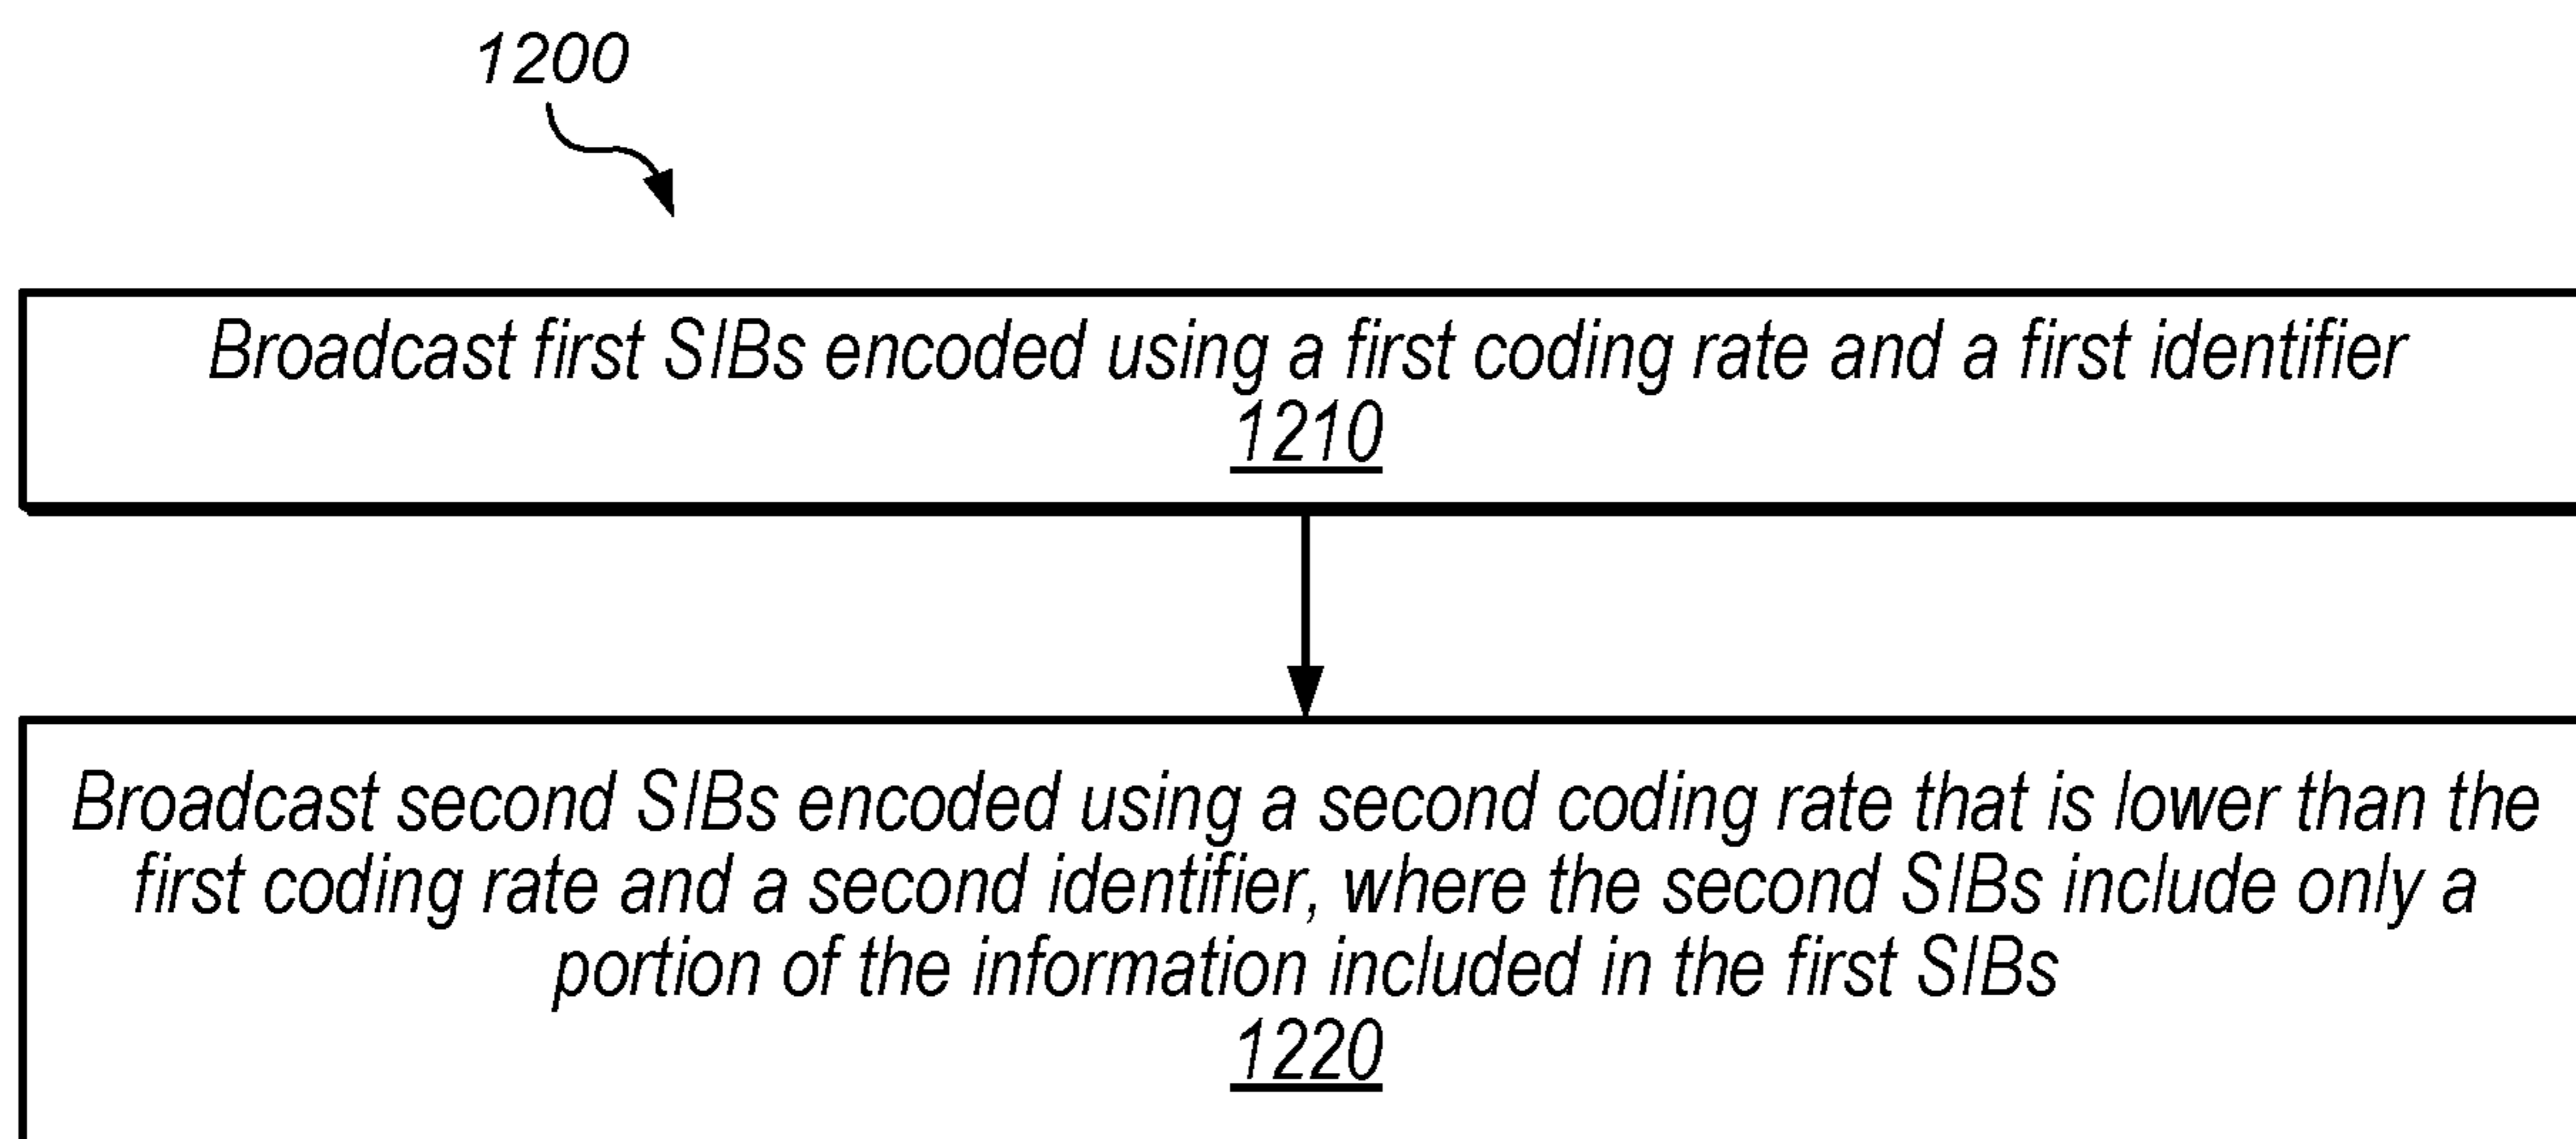 1200
Broadcast first SIBs encoded using a first coding rate and a first identifier
1210
Broadcast second SIBs encoded using a second coding rate that is lower than the
first coding rate and a second identifier, where the second SIBs include only a
portion of the information included in the first SIBs
1220